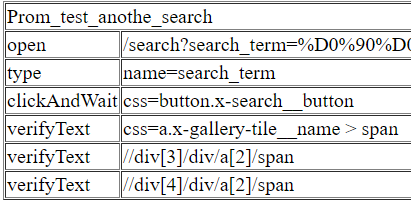 Prom_test_anothe_search
open /search?search_term=%D0%90%D0
type name=search_term
clickAndWait css=button.x-search__button
verifyText css=a.x-gallery-tile__name > span
verifyText //div[3]/div/a[2]/span
verifyText //div[4]/div/a[2]/span